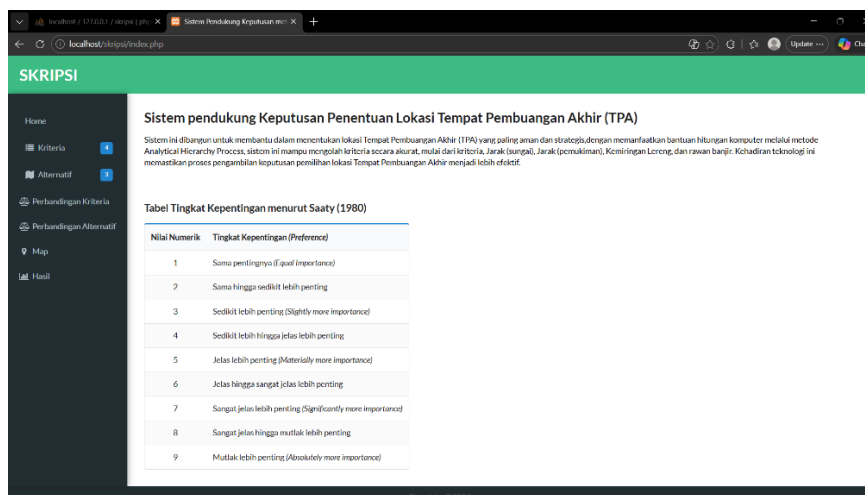 localhost / 127.0.0.1 / skripsi | php
Sistem Pendukung Keputusan met
localhost/skripsi/index.php
Update
SKRIPSI
Home
Kriteria 4
Alternatif 3
Perbandingan Kriteria
Perbandingan Alternatif
Map
Hasil
Sistem pendukung Keputusan Penentuan Lokasi Tempat Pembuangan Akhir (TPA)
Sistem ini dibangun untuk membantu dalam menentukan lokasi Tempat Pembuangan Akhir (TPA) yang paling aman dan strategis,dengan memanfaatkan bantuan hitungan komputer melalui metode
Analytical Hierarchy Process, sistem ini mampu mengolah kriteria secara akurat, mulai dari kriteria, Jarak (sungai), Jarak (pemukiman), Kemiringan Lereng, dan rawan banjir. Kehadiran teknologi ini
memastikan proses pengambilan keputusan pemilihan lokasi Tempat Pembuangan Akhir menjadi lebih efektif.
Tabel Tingkat Kepentingan menurut Saaty (1980)
Nilai Numerik Tingkat Kepentingan (Preference)
1 Sama pentingnya (Equal Importance)
2 Sama hingga sedikit lebih penting
3 Sedikit lebih penting (Slightly more importance)
4 Sedikit lebih hingga jelas lebih penting
5 Jelas lebih penting (Materially more importance)
6 Jelas hingga sangat jelas lebih penting
7 Sangat jelas lebih penting (Significantly more importance)
8 Sangat jelas hingga mutlak lebih penting
9 Mutlak lebih penting (Absolutely more importance)